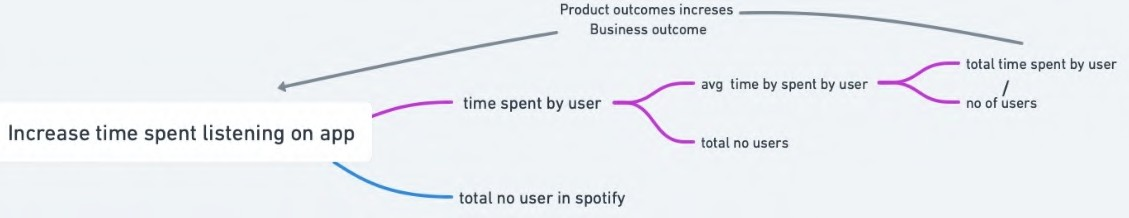 Product outcomes increses
Business outcome
total time spent by user
avg time by spent by user
/
time spent by user
no of users
Increase time spent listening on app
total no users
total no user in spotify